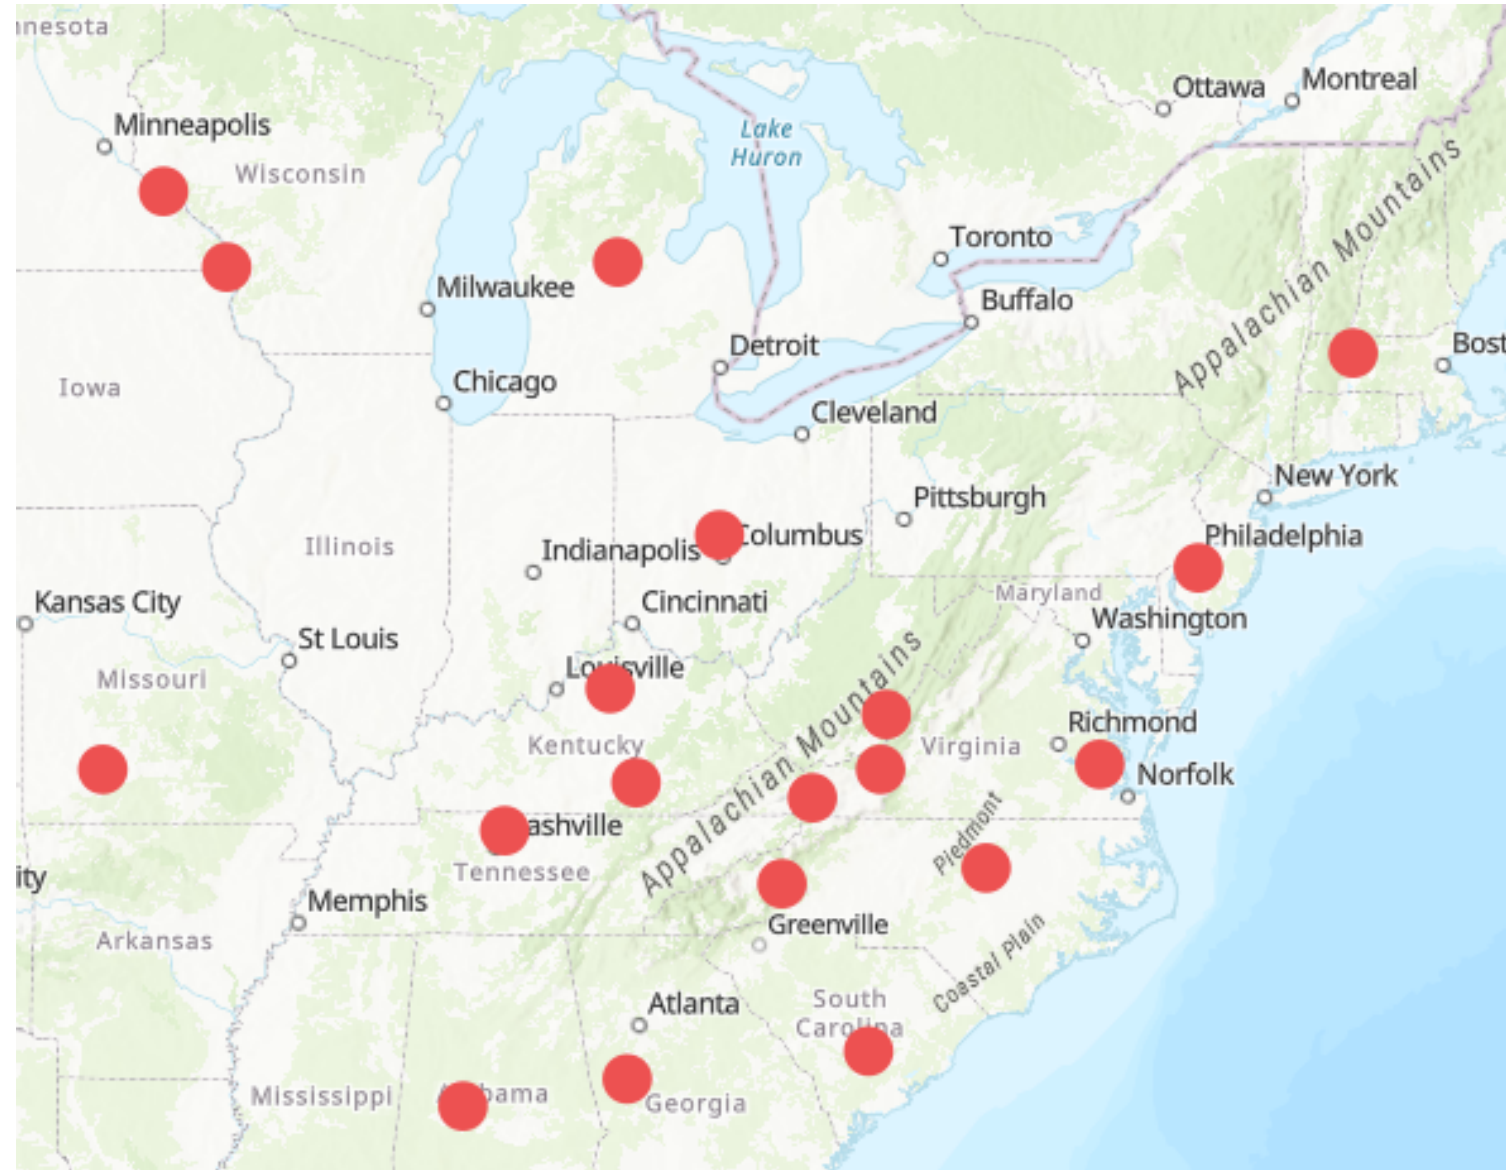 nnesota
Minneapolis
Wisconsin
Ottawa
Montreal
Lake
Huron
Toronto
Buffalo
Appalachian Mountains
Milwaukee
Detroit
Bost
Iowa
Chicago
Cleveland
New York
Pittsburgh
Philadelphia
Illinois
Indianapolis
Columbus
Maryland
Kansas City
Cincinnati
Washington
St Louis
Missouri
Louisville
Appalachian Mountains
Richmond
Kentucky
Virginia
Norfolk
ashville
Piedmont
Tennessee
ity
Memphis
Greenville
Arkansas
Coastal Plain
Atlanta
South
Carolina
Mississippi
Alabama
Georgia